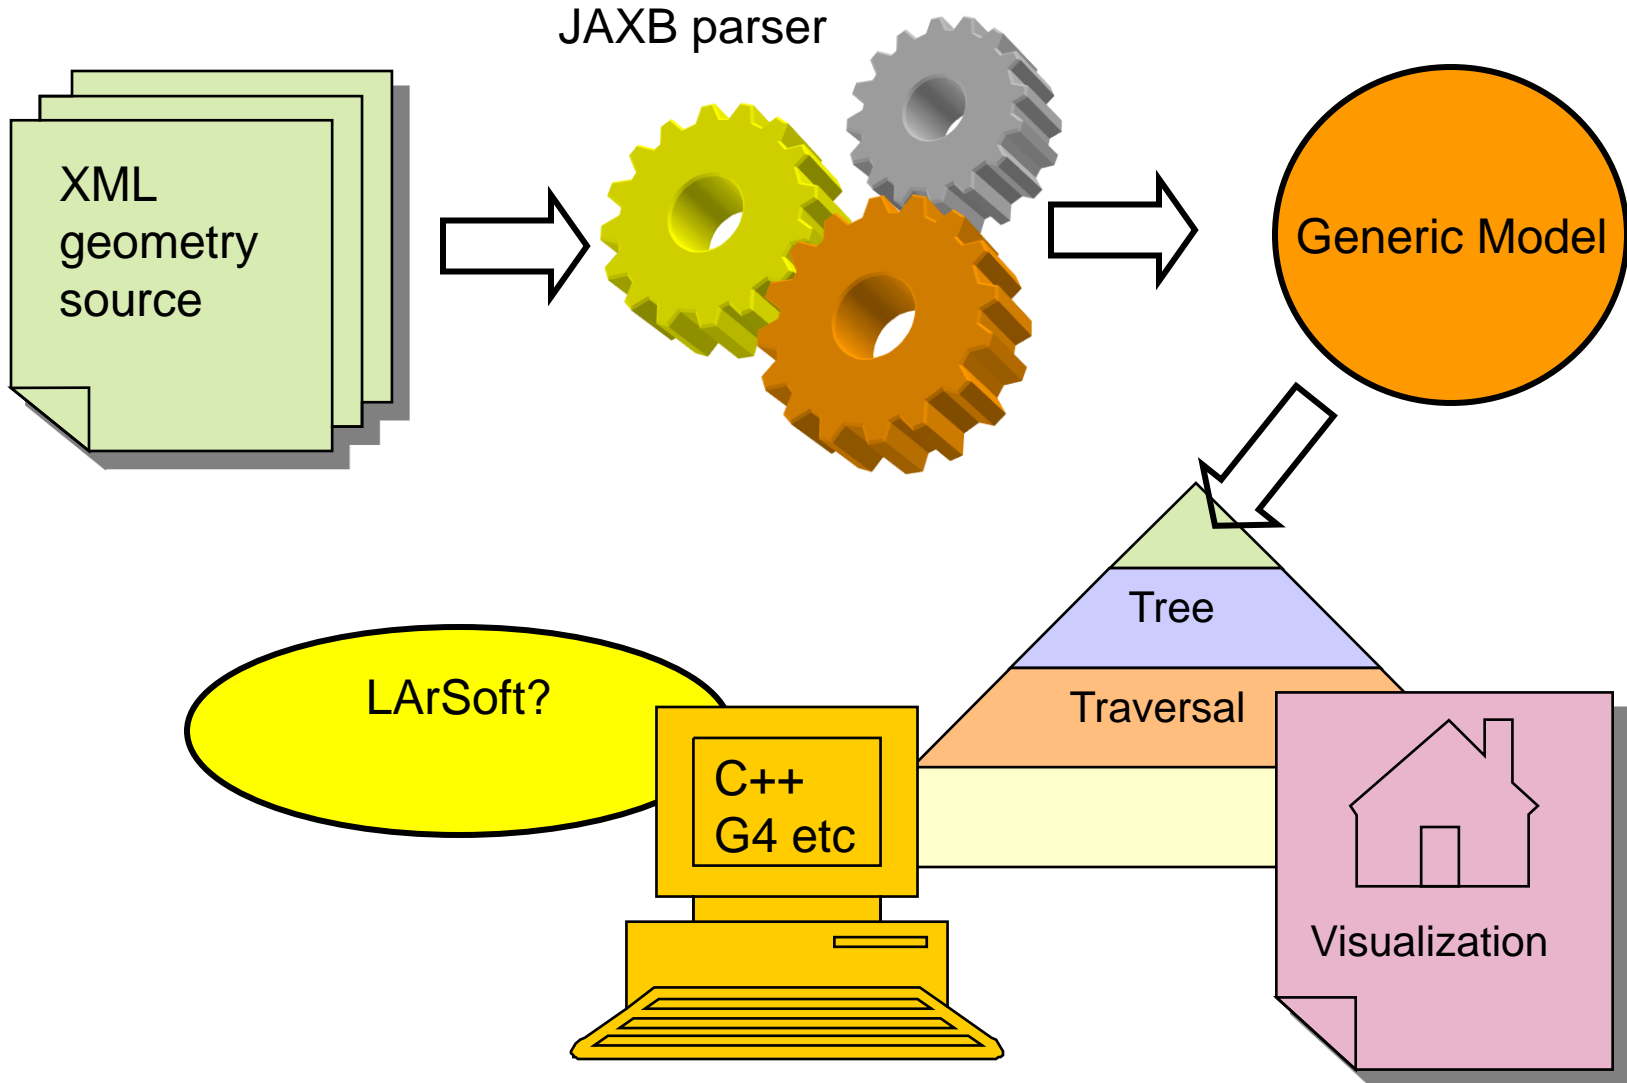 JAXB parser
XML
geometry
source
Generic Model
Tree
Traversal
LArSoft?
C++
G4 etc
Visualization